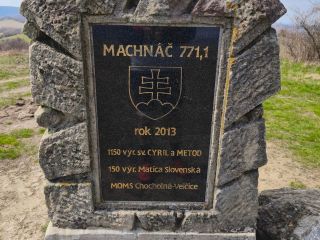 MACHNÁČ 771,1
rok 2013
1150 výr. sv. CYRIL a METOD
150 výr. Matica Slovenská
MOMS Chocholná-Velčice